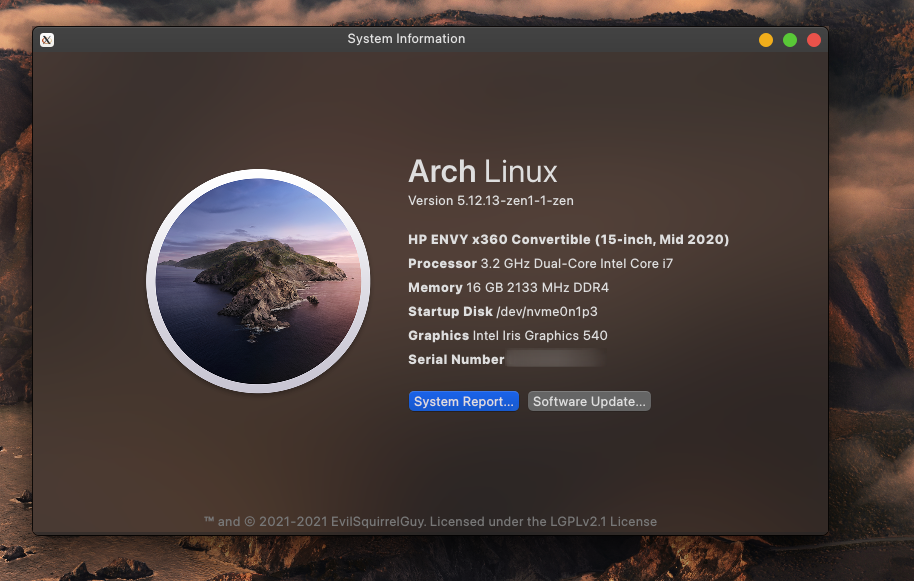 System Information
Arch Linux
Version 5.12.13-zen1-1-zen
HP ENVY x360 Convertible (15-inch, Mid 2020)
Processor 3.2 GHz Dual-Core Intel Core i7
Memory 16 GB 2133 MHz DDR4
Startup Disk /dev/nvme0n1p3
Graphics Intel Iris Graphics 540
Serial Number
System Report...
Software Update...
™ and © 2021-2021 EvilSquirrelGuy. Licensed under the LGPLv2.1 License